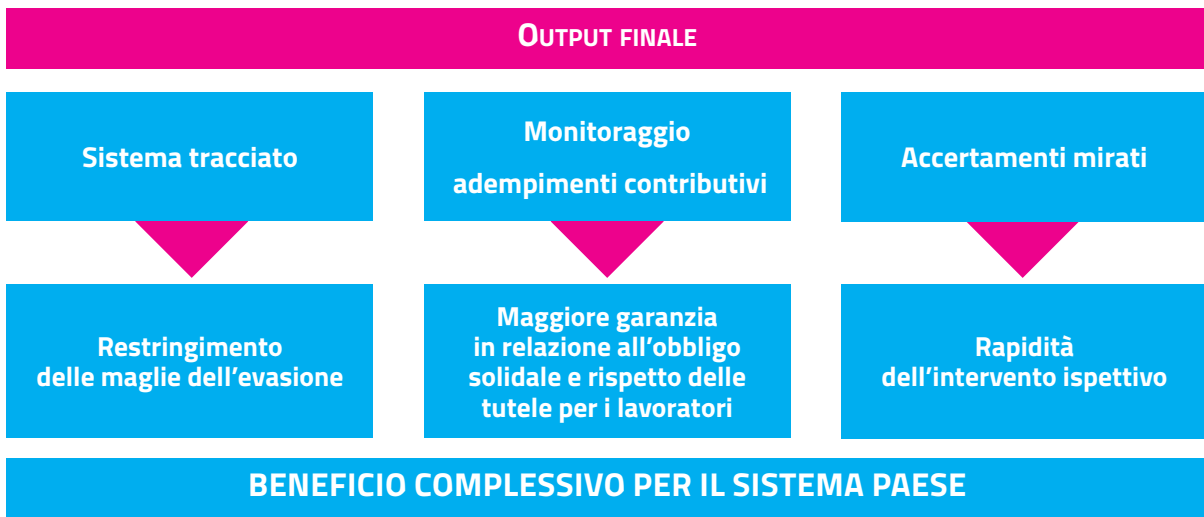 OUTPUT FINALE
Sistema tracciato
Monitoraggio
adempimenti contributivi
Accertamenti mirati
Restringimento
delle maglie dell'evasione
Maggiore garanzia
in relazione all'obbligo
solidale e rispetto delle
tutele per i lavoratori
Rapidità
dell'intervento ispettivo
BENEFICIO COMPLESSIVO PER IL SISTEMA PAESE